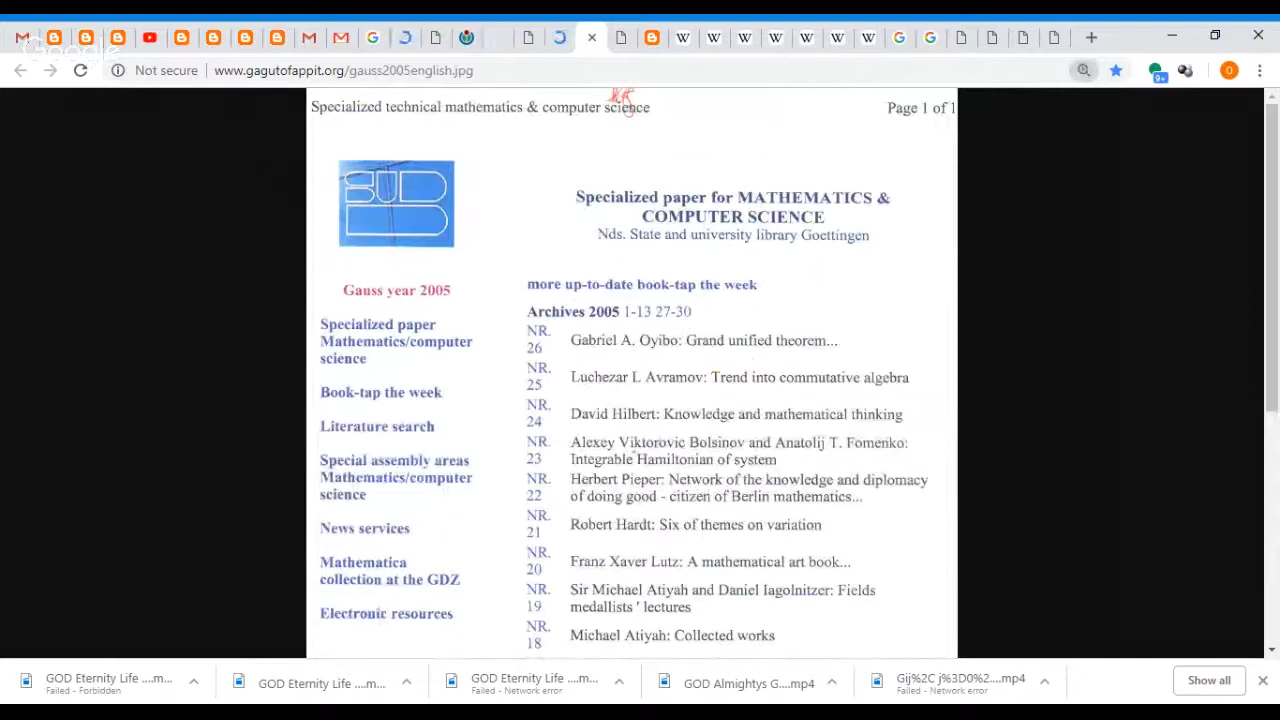 Google
Not secure
www.gagutofappit.org/gauss2005english.jpg
9+
O
Specialized technical mathematics & computer science
Page 1 of 1
Specialized paper for MATHEMATICS &
COMPUTER SCIENCE
Nds. State and university library Goettingen
Gauss year 2005
more up-to-date book-tap the week
Archives 2005 1-13 27-30
Specialized paper
Mathematics/computer
science
Book-tap the week
Literature search
Special assembly areas
Mathematics/computer
science
News services
Mathematica
collection at the GDZ
Electronic resources
NR.
26
Gabriel A. Oyibo: Grand unified theorem...
NR.
25
Luchezar L Avramov: Trend into commutative algebra
NR.
24
David Hilbert: Knowledge and mathematical thinking
NR.
23
Alexey Viktorovic Bolsinov and Anatolij T. Fomenko:
Integrable Hamiltonian of system
NR.
22
Herbert Pieper: Network of the knowledge and diplomacy
of doing good - citizen of Berlin mathematics...
NR.
21
Robert Hardt: Six of themes on variation
NR.
20
Franz Xaver Lutz: A mathematical art book...
NR.
19
Sir Michael Atiyah and Daniel Iagolnitzer: Fields
medallists ' lectures
NR.
18
Michael Atiyah: Collected works
GOD Eternity Life ....m...
Failed - Forbidden
GOD Eternity Life ....m...
GOD Eternity Life ....m...
Failed - Network error
GOD Almightys G....mp4
Gij%2C j%3D0%2....mp4
Failed - Network error
Show all